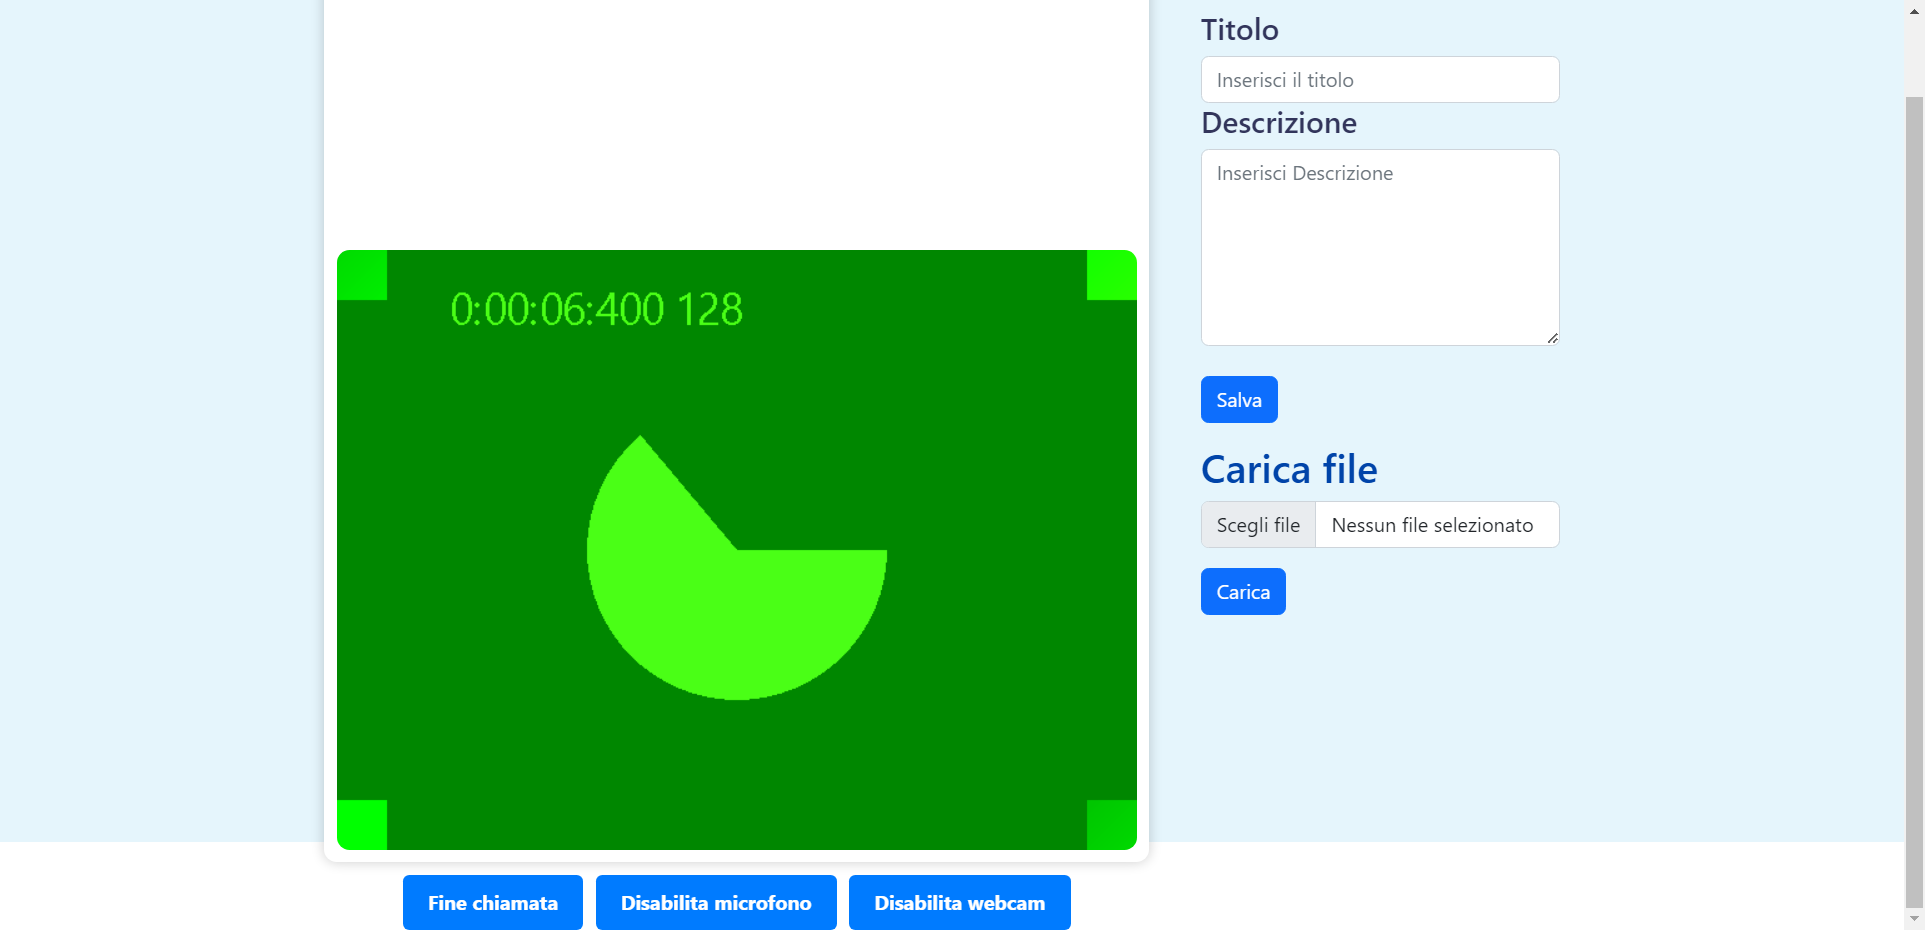 Titolo
Inserisci il titolo
Descrizione
Inserisci Descrizione
Salva
Carica file
Scegli file Nessun file selezionato
Carica
0:00:06:400 128
Fine chiamata Disabilita microfono Disabilita webcam